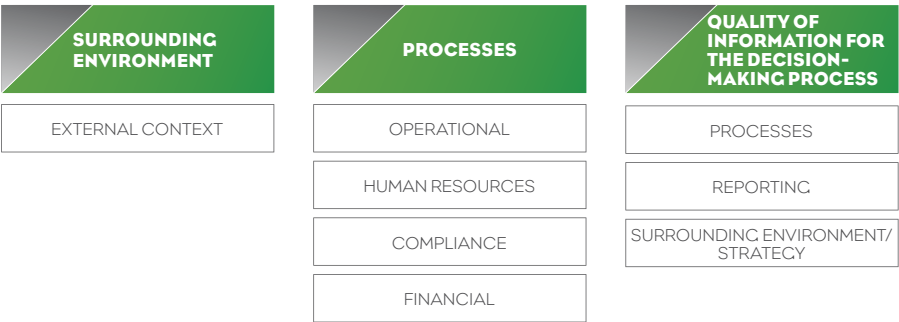 SURROUNDING
ENVIRONMENT
EXTERNAL CONTEXT
PROCESSES
OPERATIONAL
HUMAN RESOURCES
COMPLIANCE
FINANCIAL
QUALITY OF
INFORMATION FOR
THE DECISION-
MAKING PROCESS
PROCESSES
REPORTING
SURROUNDING ENVIRONMENT/
STRATEGY